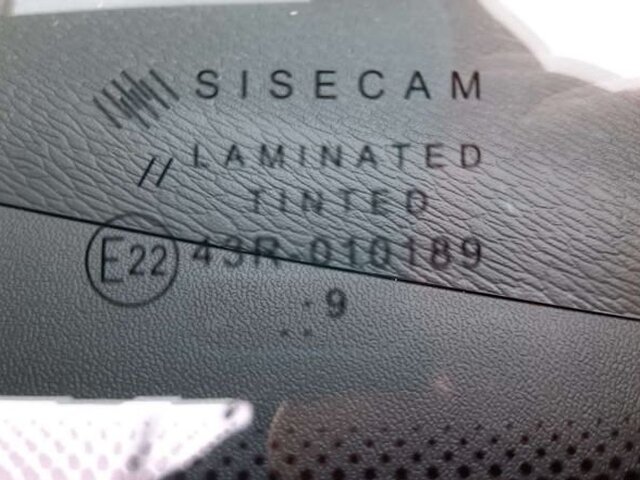 SISECAM
// LAMINATED
TINTED
E22 43R-010189
. 9
. .